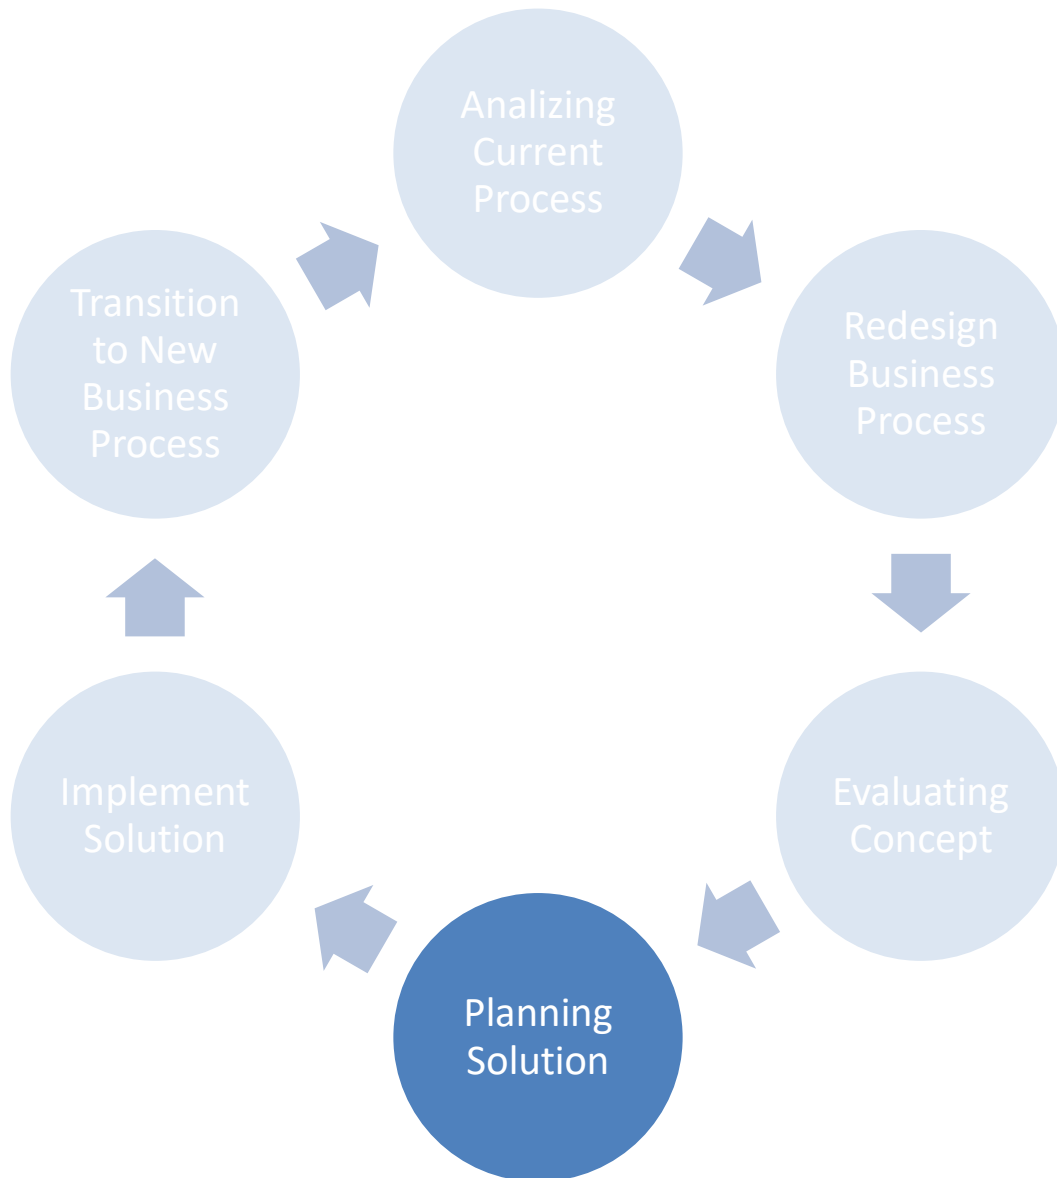 Analizing
Current
Process
Redesign
Business
Process
Evaluating
Concept
Planning
Solution
Implement
Solution
Transition
to New
Business
Process